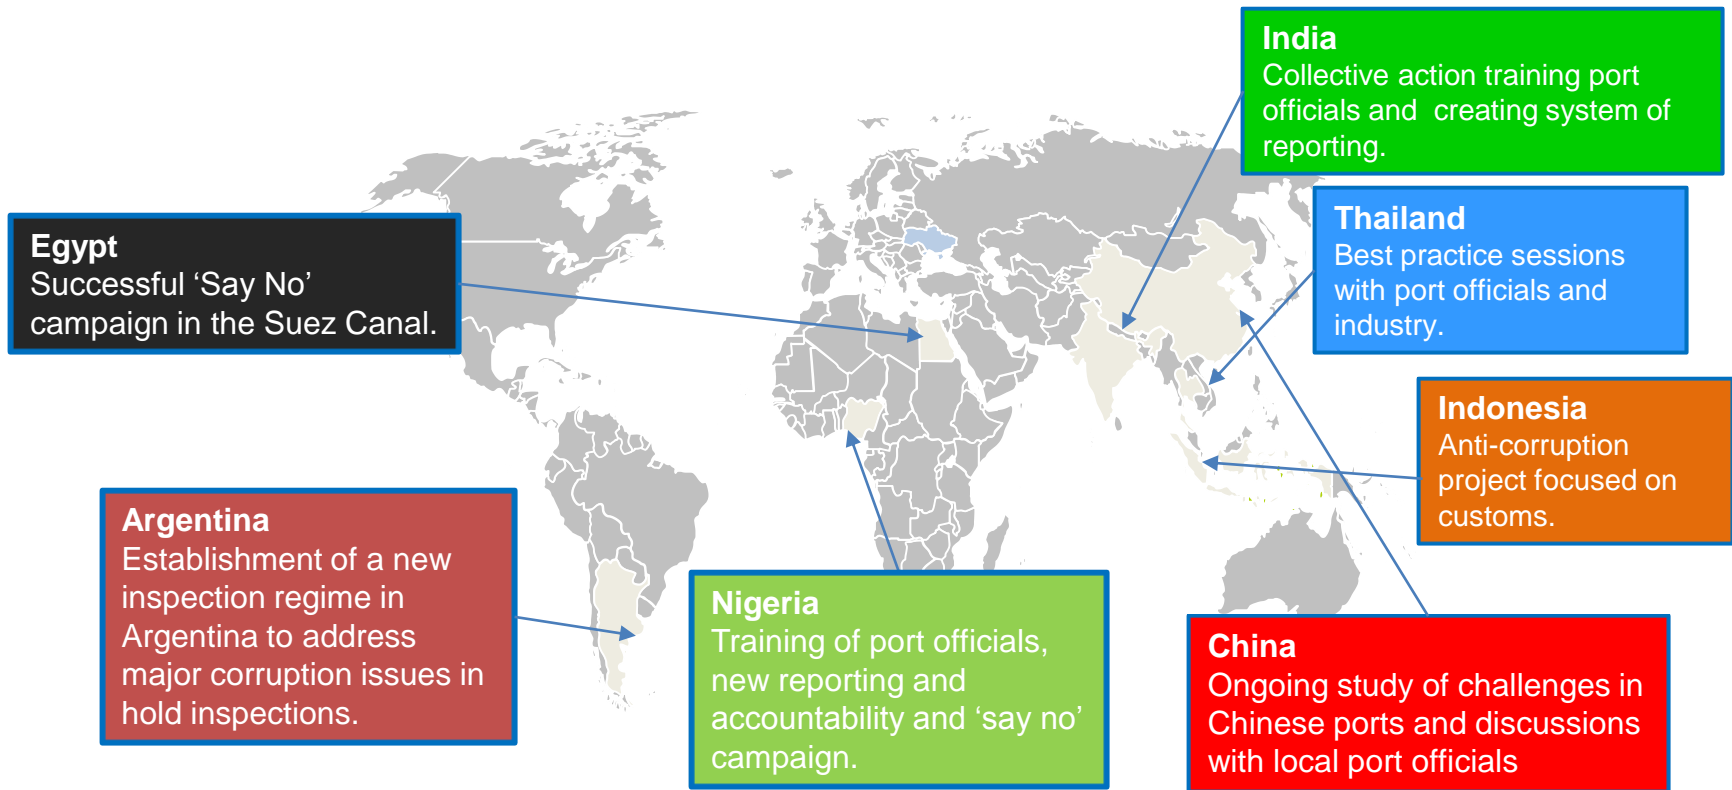 India
Collective action training port
officials and  creating system of
reporting.
Thailand
Best practice sessions
with port officials and
industry.
Egypt
Successful ‘Say No’
campaign in the Suez Canal.
Indonesia
Anti-corruption
project focused on
customs.
Argentina
Establishment of a new
inspection regime in
Argentina to address
major corruption issues in
hold inspections.
Nigeria
Training of port officials,
new reporting and
accountability and ‘say no’
campaign.
China
Ongoing study of challenges in
Chinese ports and discussions
with local port officials